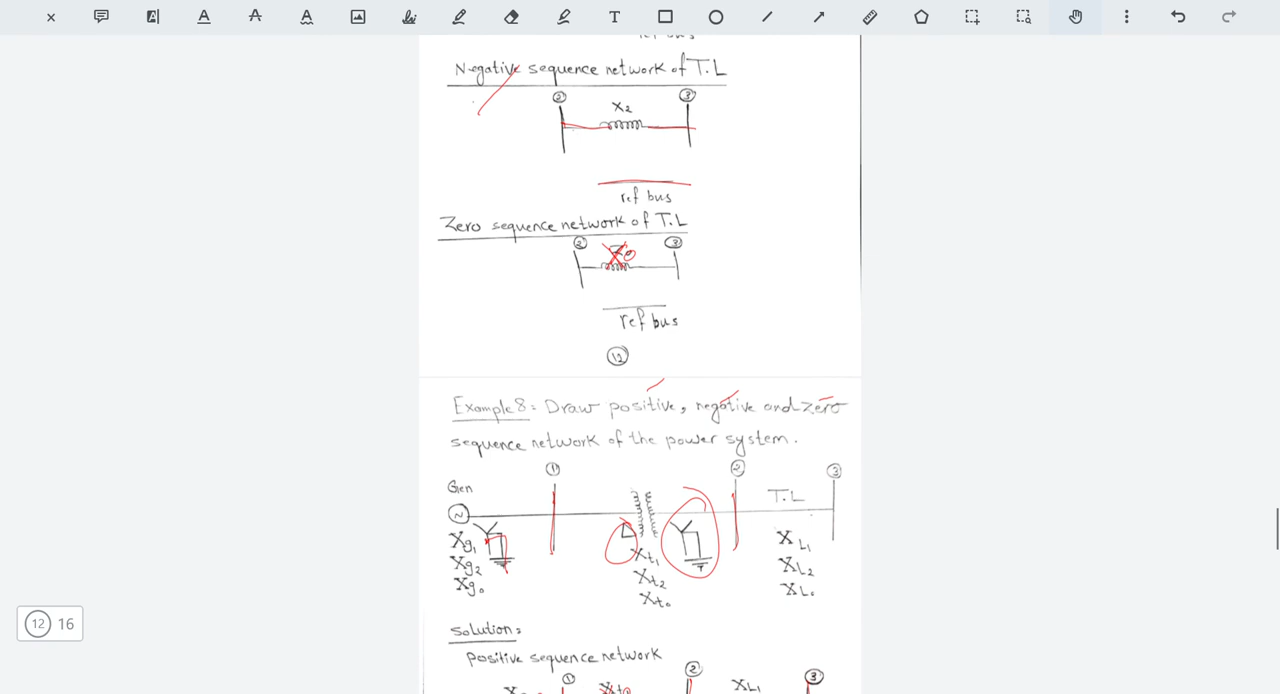 Negative sequence network of T.L
② ③
X2
ref bus
Zero sequence network of T.L
② ③
X0
ref bus
⑫
Example 8: Draw positive, negative and zero
sequence network of the power system.
① ② ③
Gen
T.L
N
Xg1
Xg2
Xg0
Xt1
Xt2
Xt0
XL1
XL2
XL0
Solution:
Positive sequence network
① ② ③
XL1
12 16
T